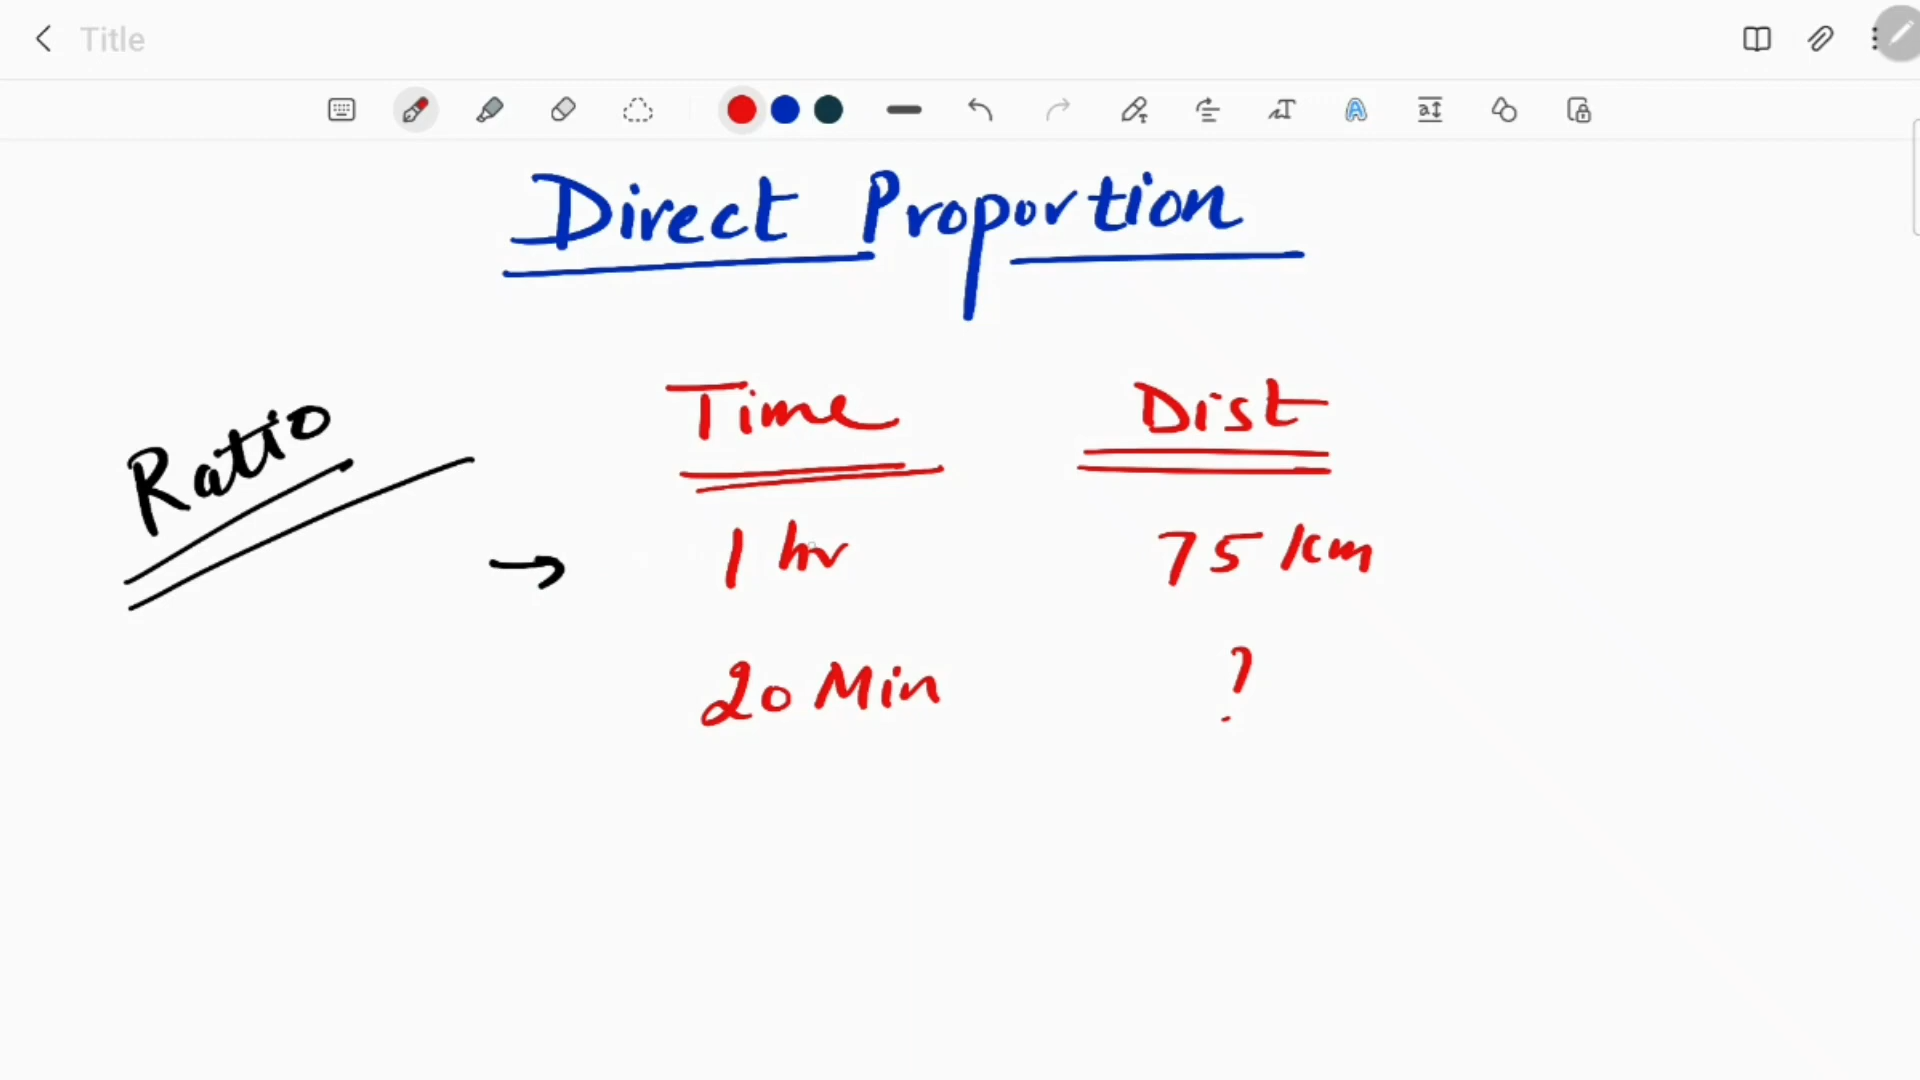 Title
Direct Proportion
Ratio
Time Dist
→ 1 hr 75 km
20 Min ?